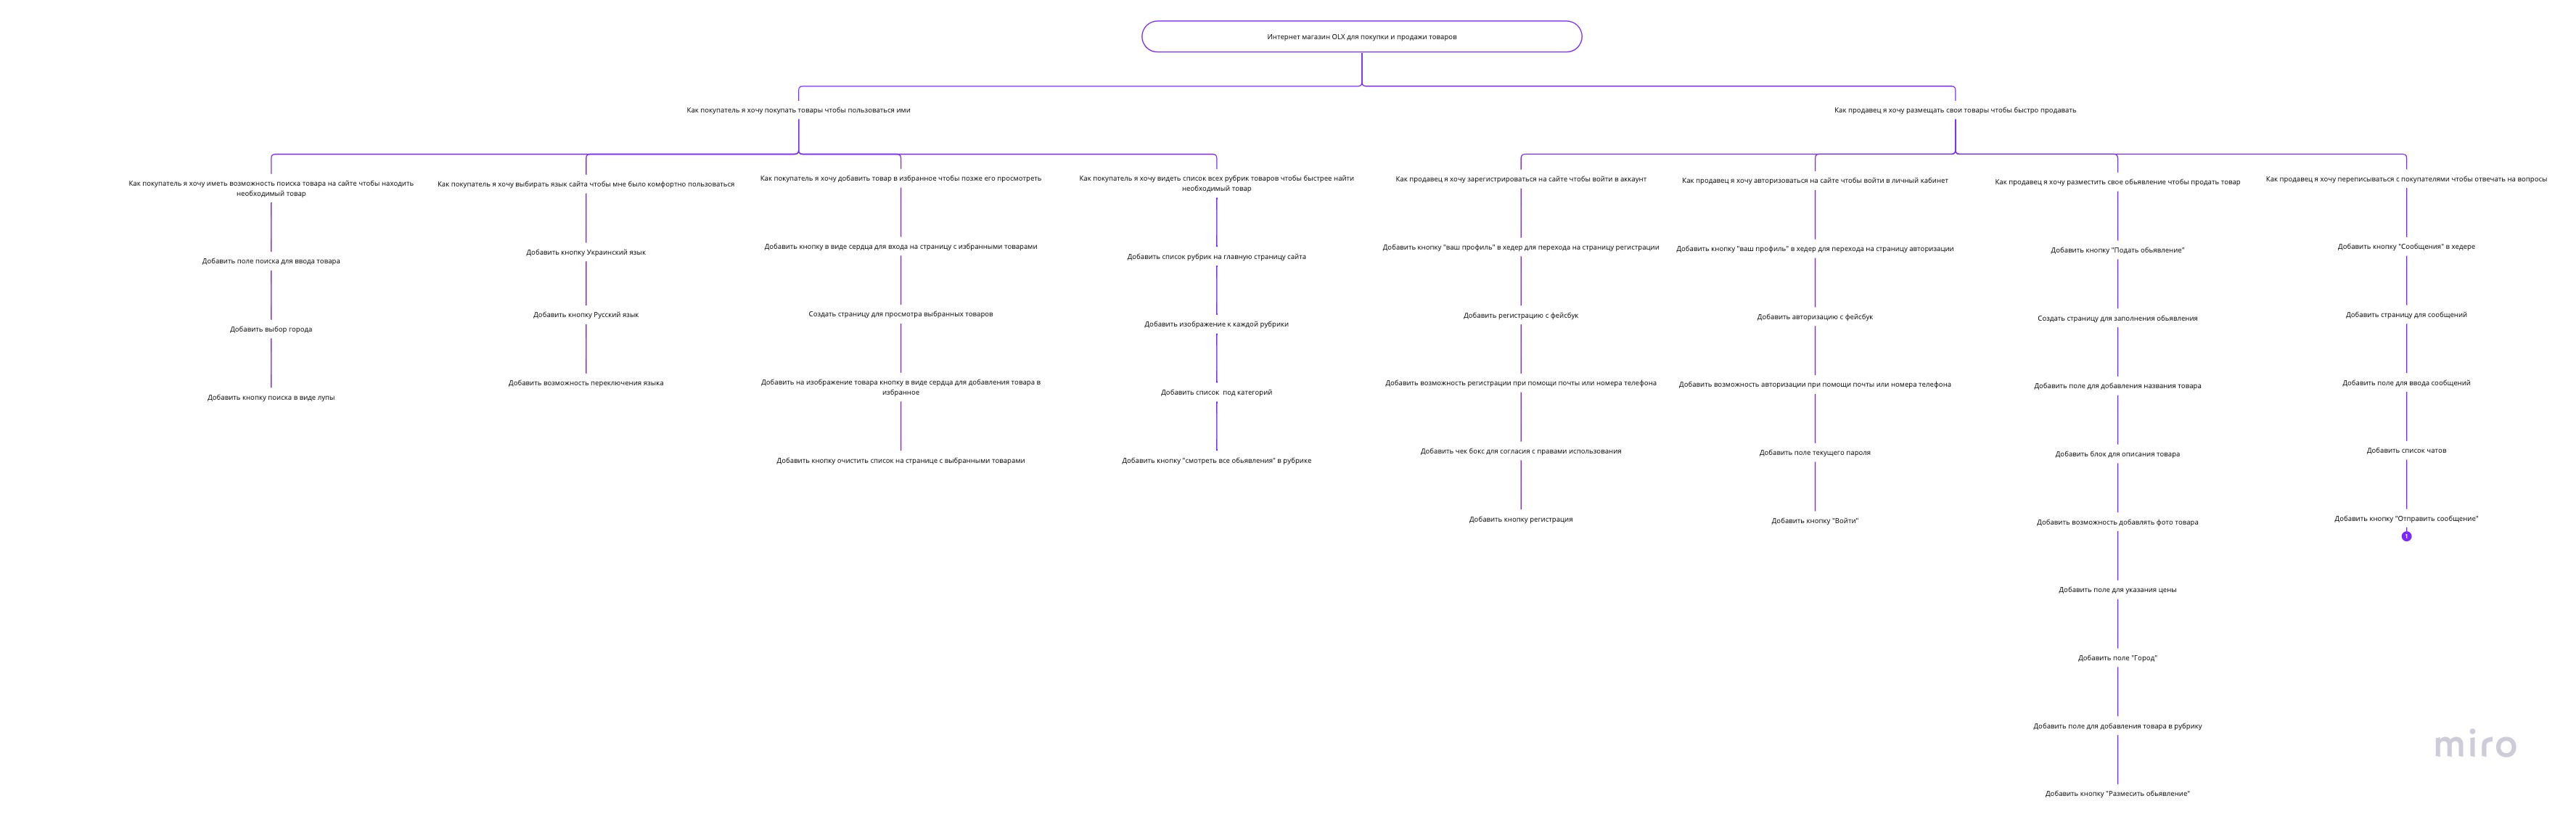 Интернет магазин OLX для покупки и продажи товаров
Как покупатель я хочу покупать товары чтобы пользоваться ими
Как продавец я хочу размещать свои товары чтобы быстро продавать
Как покупатель я хочу иметь возможность поиска товара на сайте чтобы находить
необходимый товар
Добавить поле поиска для ввода товара
Добавить выбор города
Добавить кнопку поиска в виде лупы
Как покупатель я хочу выбирать язык сайта чтобы мне было комфортно пользоваться
Добавить кнопку Украинский язык
Добавить кнопку Русский язык
Добавить возможность переключения языка
Как покупатель я хочу добавить товар в избранное чтобы позже его просмотреть
Добавить кнопку в виде сердца для входа на страницу с избранными товарами
Создать страницу для просмотра выбранных товаров
Добавить на изображение товара кнопку в виде сердца для добавления товара в
избранное
Добавить кнопку очистить список на странице с выбранными товарами
Как покупатель я хочу видеть список всех рубрик товаров чтобы быстрее найти
необходимый товар
Добавить список рубрик на главную страницу сайта
Добавить изображение к каждой рубрики
Добавить список под категорий
Добавить кнопку "смотреть все обьявления" в рубрике
Как продавец я хочу зарегистрироваться на сайте чтобы войти в аккаунт
Добавить кнопку "ваш профиль" в хедер для перехода на страницу регистрации
Добавить регистрацию с фейсбук
Добавить возможность регистрации при помощи почты или номера телефона
Добавить чек бокс для согласия с правами использования
Добавить кнопку регистрация
Как продавец я хочу авторизоваться на сайте чтобы войти в личный кабинет
Добавить кнопку "ваш профиль" в хедер для перехода на страницу авторизации
Добавить авторизацию с фейсбук
Добавить возможность авторизации при помощи почты или номера телефона
Добавить поле текущего пароля
Добавить кнопку "Войти"
Как продавец я хочу разместить свое обьявление чтобы продать товар
Добавить кнопку "Подать обьявление"
Создать страницу для заполнения обьявления
Добавить поле для добавления названия товара
Добавить блок для описания товара
Добавить возможность добавлять фото товара
Добавить поле для указания цены
Добавить поле "Город"
Добавить поле для добавления товара в рубрику
Добавить кнопку "Размесить обьявление"
Как продавец я хочу переписываться с покупателями чтобы отвечать на вопросы
Добавить кнопку "Сообщения" в хедере
Добавить страницу для сообщений
Добавить поле для ввода сообщений
Добавить список чатов
Добавить кнопку "Отправить сообщение"
1
miro